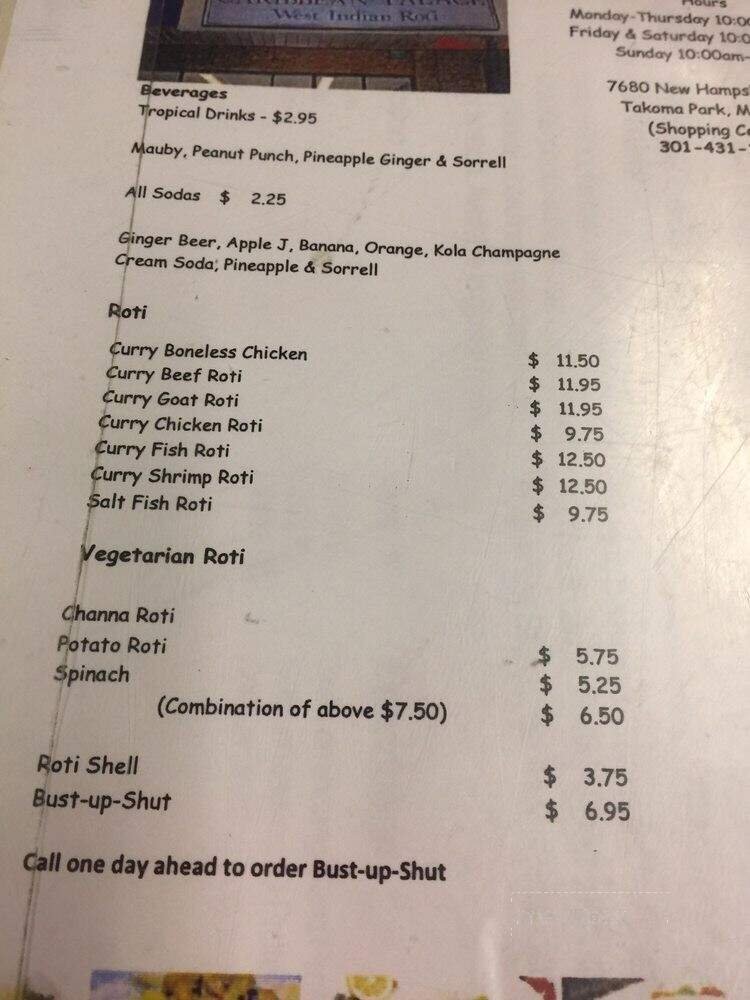 CARIBBEAN PALACE
West Indian Roti
Hours
Monday-Thursday 10:00
Friday & Saturday 10:0
Sunday 10:00am-
7680 New Hamps
Takoma Park, M
(Shopping Ce
301-431-
Beverages
Tropical Drinks - $2.95
Mauby, Peanut Punch, Pineapple Ginger & Sorrell
All Sodas $ 2.25
Ginger Beer, Apple J, Banana, Orange, Kola Champagne
Cream Soda, Pineapple & Sorrell
Roti
Curry Boneless Chicken $ 11.50
Curry Beef Roti $ 11.95
Curry Goat Roti $ 11.95
Curry Chicken Roti $ 9.75
Curry Fish Roti $ 12.50
Curry Shrimp Roti $ 12.50
Salt Fish Roti $ 9.75
Vegetarian Roti
Channa Roti $ 5.75
Potato Roti $ 5.25
Spinach $ 6.50
(Combination of above $7.50)
Roti Shell $ 3.75
Bust-up-Shut $ 6.95
Call one day ahead to order Bust-up-Shut